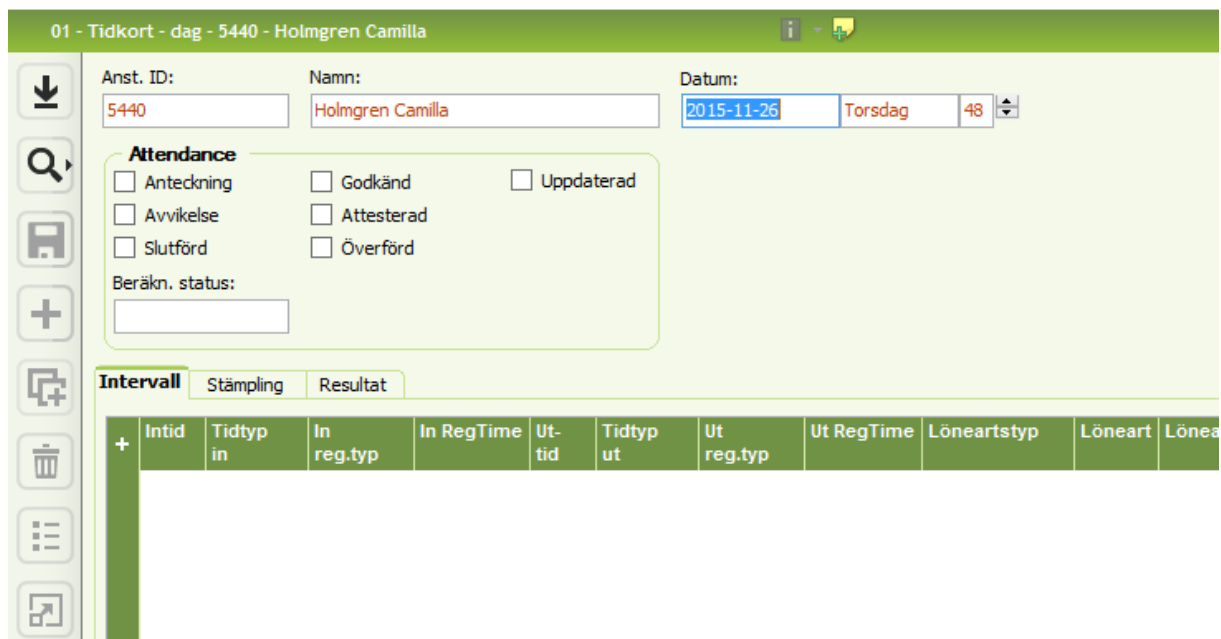 01 - Tidkort - dag - 5440 - Holmgren Camilla
Anst. ID: Namn: Datum:
5440 Holmgren Camilla 2015-11-26 Torsdag 48
Attendance
Anteckning Godkänd Uppdaterad
Avvikelse Attesterad
Slutförd Överförd
Beräkn. status:
Intervall Stämpling Resultat
Intid Tidtyp In In RegTime Ut- Tidtyp Ut Ut RegTime Löneartstyp Löneart Lönea
in reg.typ tid ut reg.typ